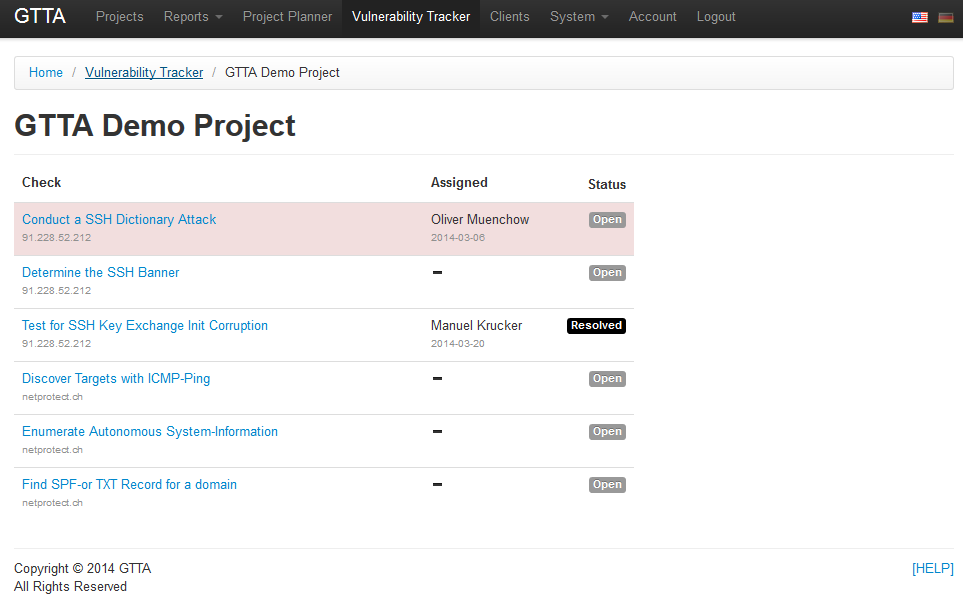 GTTA Projects Reports Project Planner Vulnerability Tracker Clients System Account Logout
Home / Vulnerability Tracker / GTTA Demo Project
GTTA Demo Project
Check Assigned Status
Conduct a SSH Dictionary Attack Oliver Muenchow Open
91.228.52.212 2014-03-06
Determine the SSH Banner – Open
91.228.52.212
Test for SSH Key Exchange Init Corruption Manuel Krucker Resolved
91.228.52.212 2014-03-20
Discover Targets with ICMP-Ping – Open
netprotect.ch
Enumerate Autonomous System-Information – Open
netprotect.ch
Find SPF-or TXT Record for a domain – Open
netprotect.ch
Copyright © 2014 GTTA [HELP]
All Rights Reserved